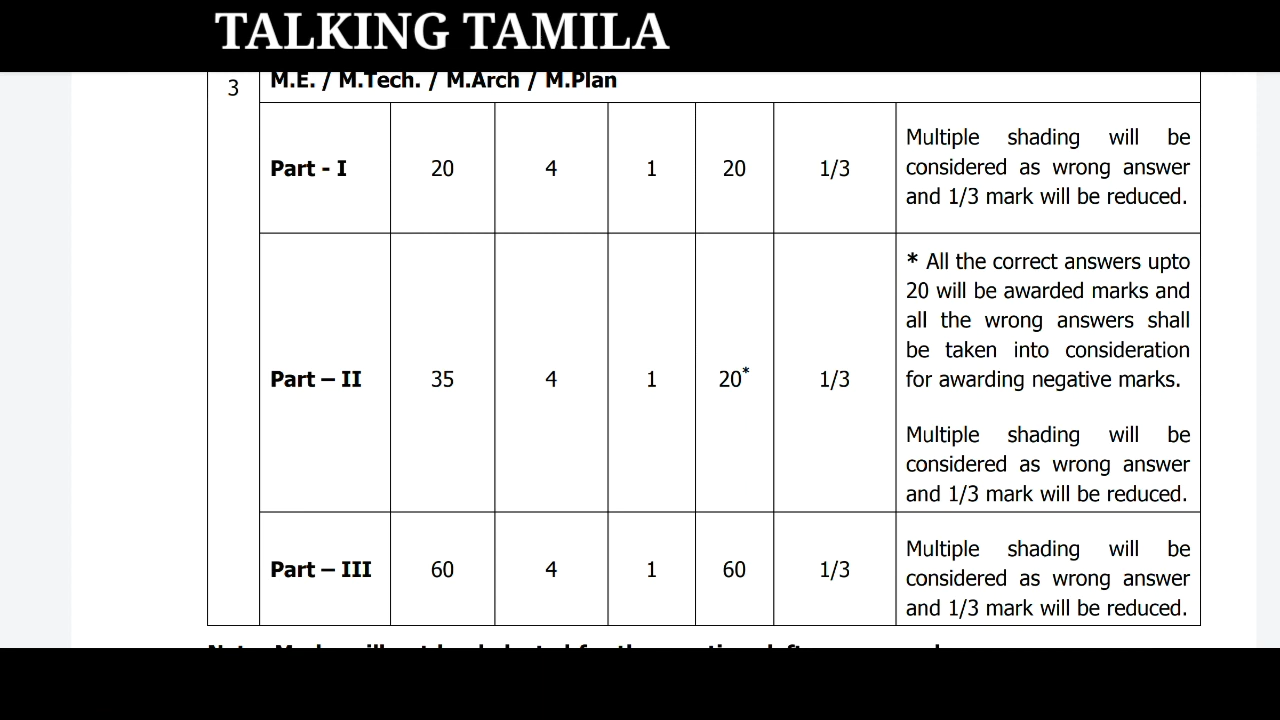 TALKING TAMILA
3
M.E. / M.Tech. / M.Arch / M.Plan
Part - I
20
4
1
20
1/3
Multiple shading will be
considered as wrong answer
and 1/3 mark will be reduced.
Part – II
35
4
1
20*
1/3
* All the correct answers upto
20 will be awarded marks and
all the wrong answers shall
be taken into consideration
for awarding negative marks.
Multiple shading will be
considered as wrong answer
and 1/3 mark will be reduced.
Part – III
60
4
1
60
1/3
Multiple shading will be
considered as wrong answer
and 1/3 mark will be reduced.